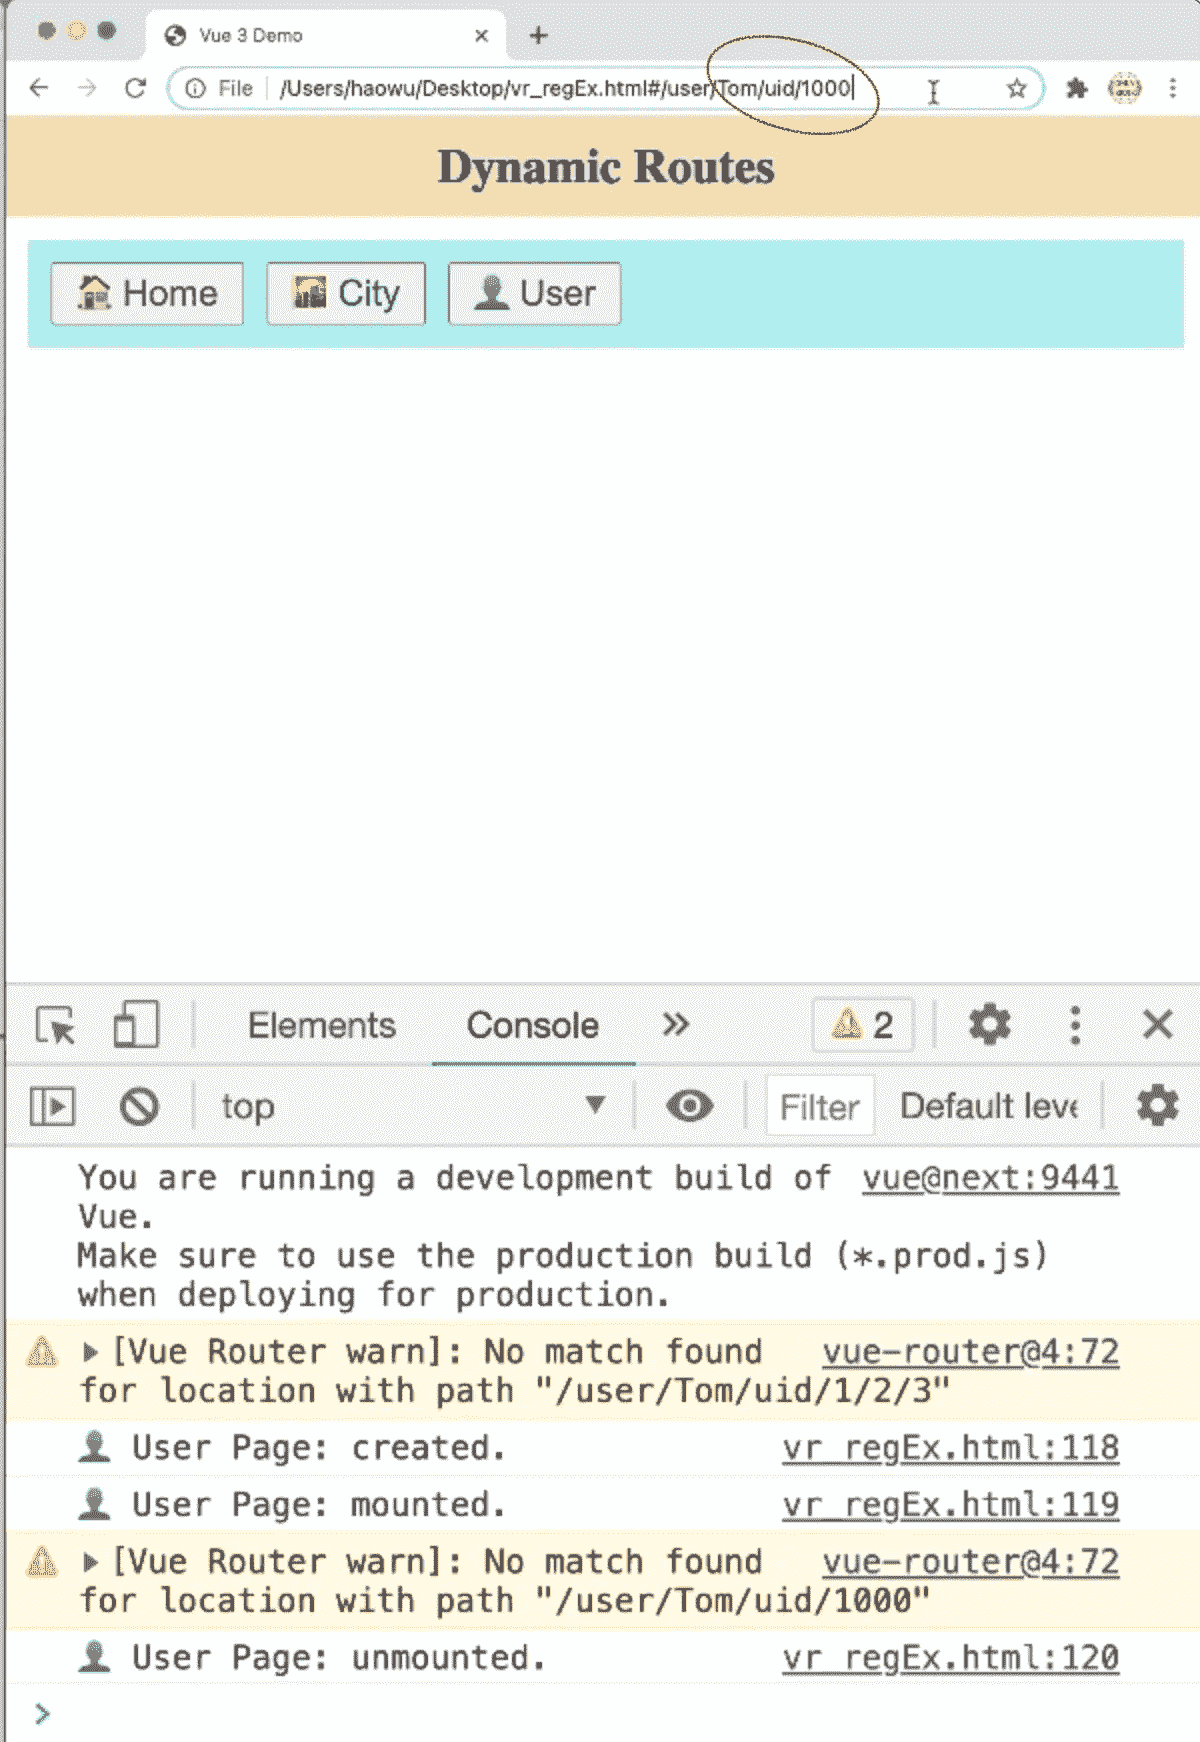 Vue 3 Demo
File /Users/haowu/Desktop/vr_regEx.html#/user/Tom/uid/1000
Dynamic Routes
Home City User
Elements Console 2
top Filter Default leve
You are running a development build of vue@next:9441
Vue.
Make sure to use the production build (*.prod.js)
when deploying for production.
[Vue Router warn]: No match found vue-router@4:72
for location with path "/user/Tom/uid/1/2/3"
User Page: created. vr_regEx.html:118
User Page: mounted. vr_regEx.html:119
[Vue Router warn]: No match found vue-router@4:72
for location with path "/user/Tom/uid/1000"
User Page: unmounted. vr_regEx.html:120